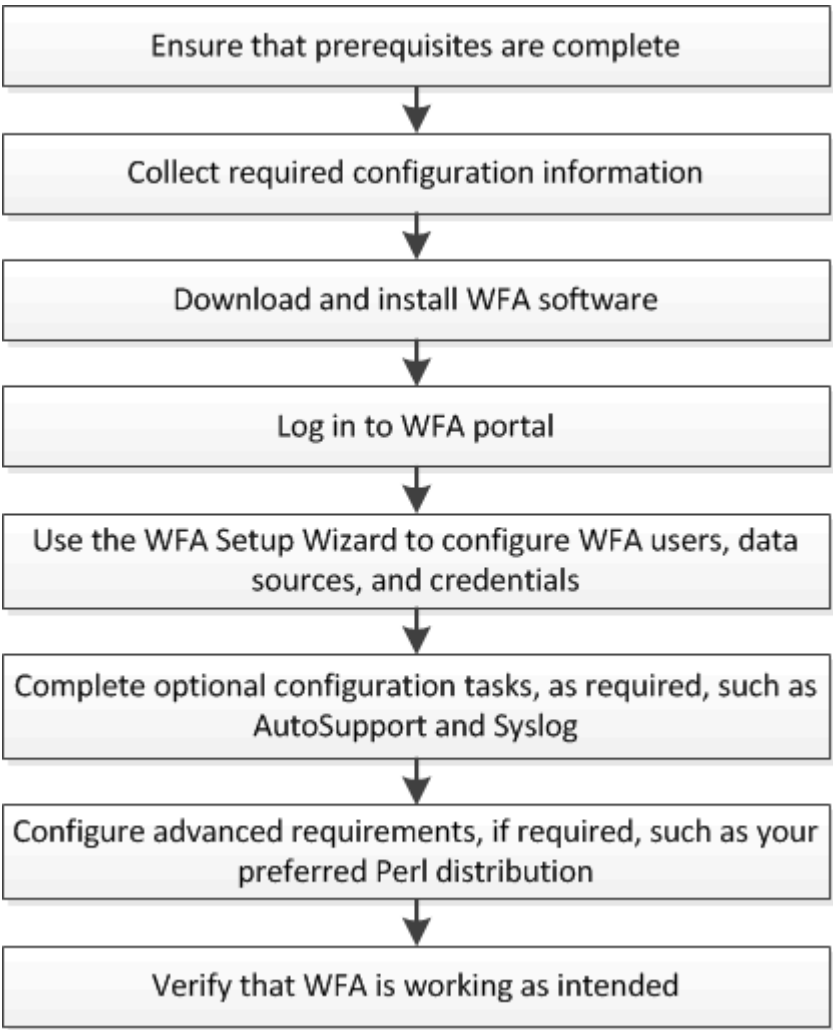 Ensure that prerequisites are complete
Collect required configuration information
Download and install WFA software
Log in to WFA portal
Use the WFA Setup Wizard to configure WFA users, data
sources, and credentials
Complete optional configuration tasks, as required, such as
AutoSupport and Syslog
Configure advanced requirements, if required, such as your
preferred Perl distribution
Verify that WFA is working as intended